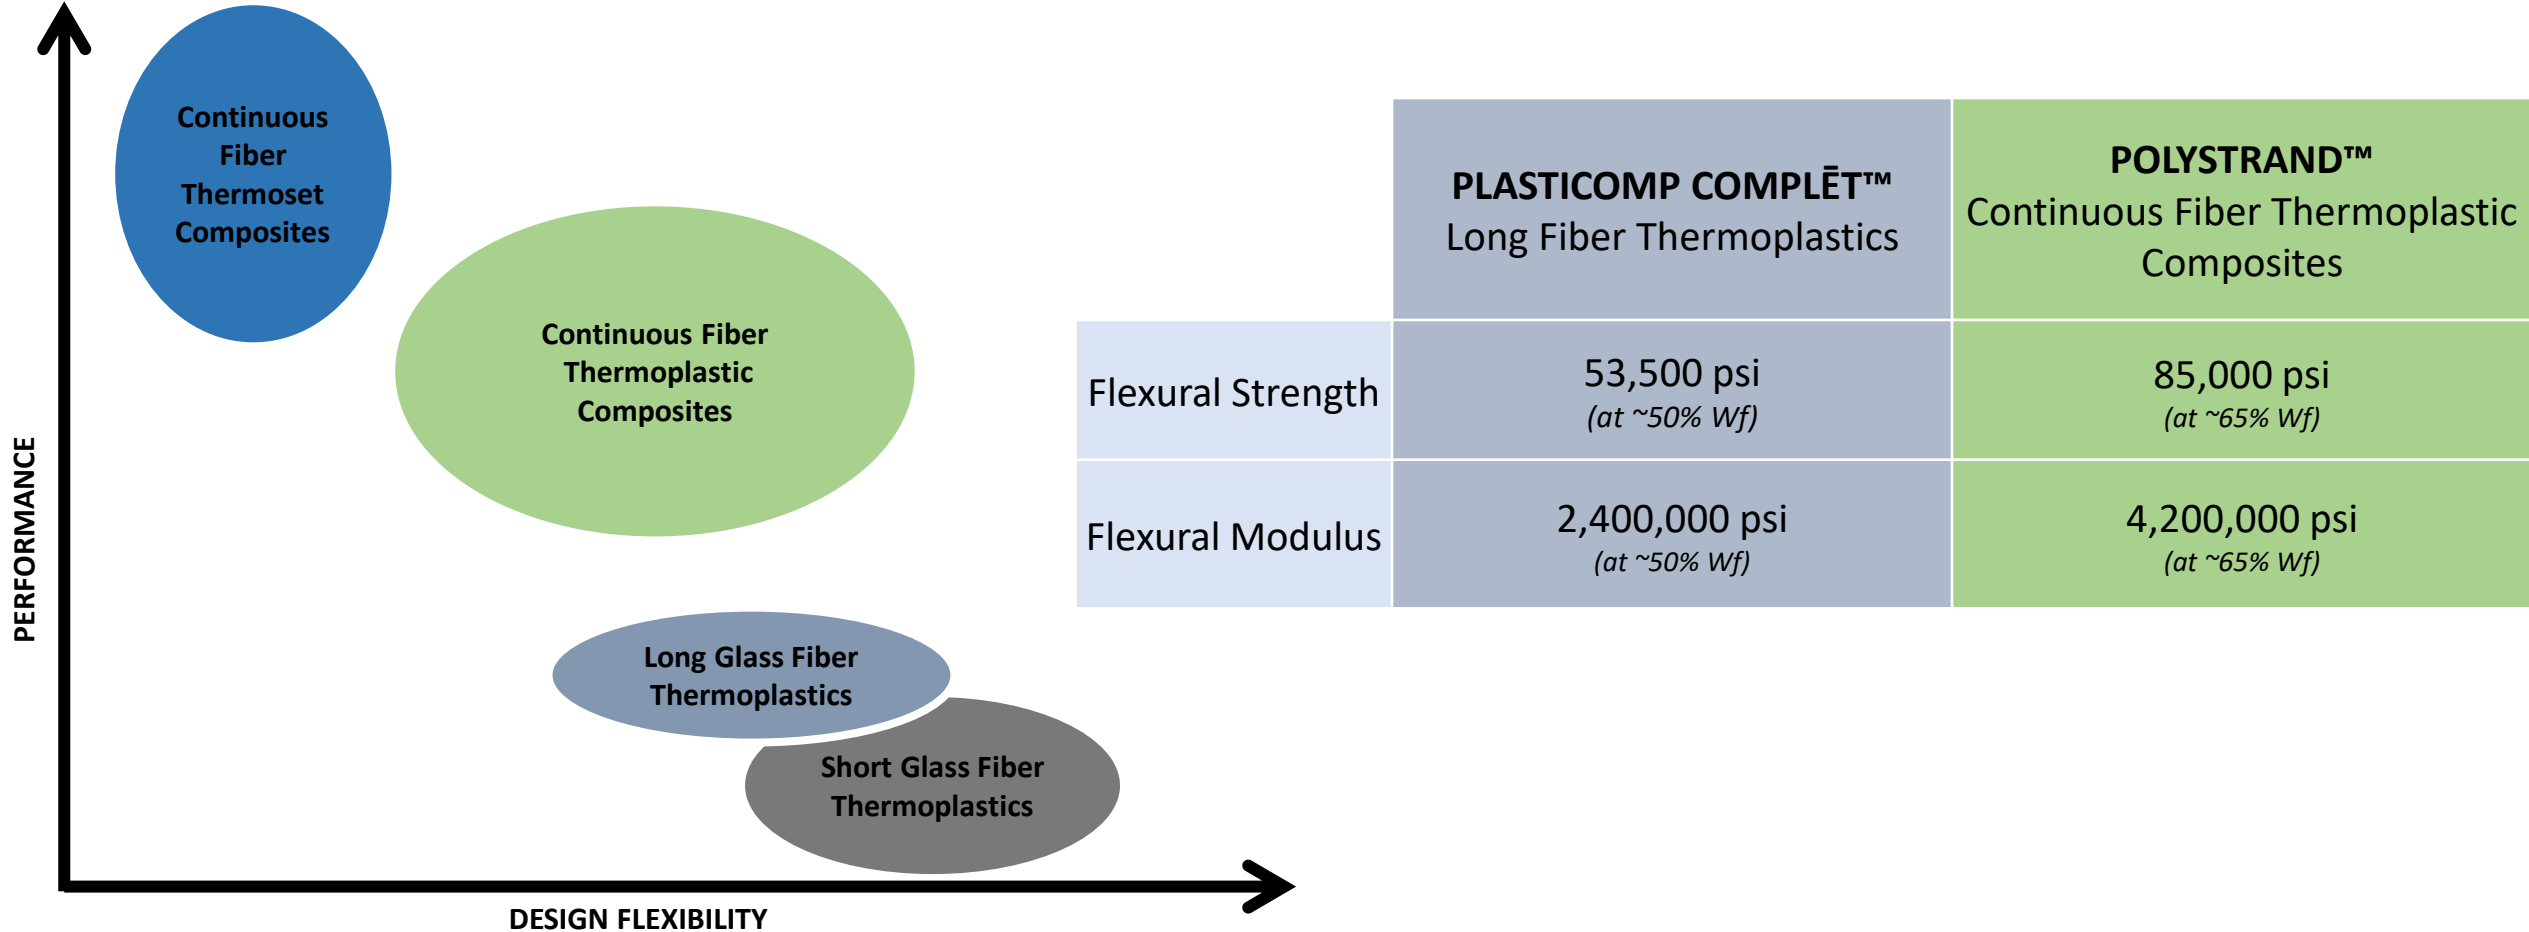 PERFORMANCE
Continuous
Fiber
Thermoset
Composites
Continuous Fiber
Thermoplastic
Composites
Long Glass Fiber
Thermoplastics
Short Glass Fiber
Thermoplastics
DESIGN FLEXIBILITY
PLASTICOMP COMPLĒT™
Long Fiber Thermoplastics
POLYSTRAND™
Continuous Fiber Thermoplastic
Composites
Flexural Strength
53,500 psi
(at ~50% Wf)
85,000 psi
(at ~65% Wf)
Flexural Modulus
2,400,000 psi
(at ~50% Wf)
4,200,000 psi
(at ~65% Wf)